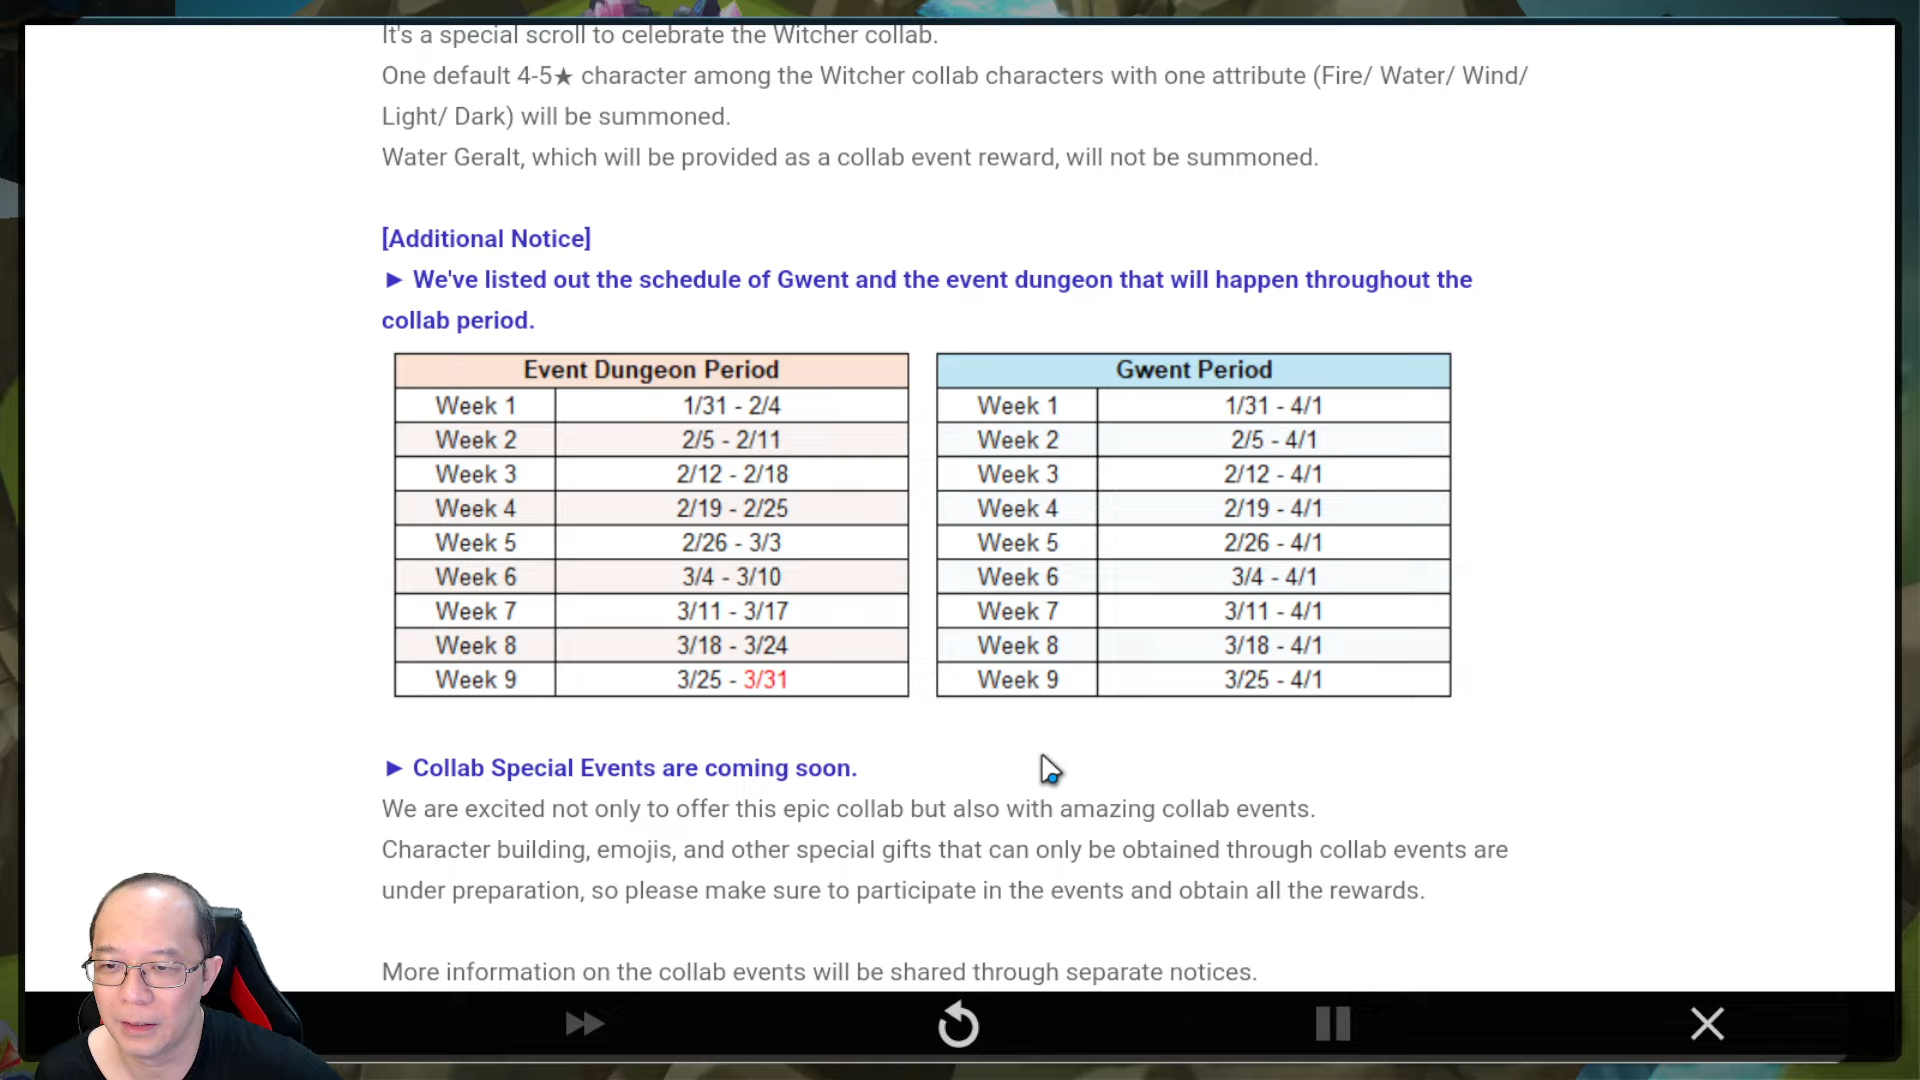 It's a special scroll to celebrate the Witcher collab.
One default 4-5★ character among the Witcher collab characters with one attribute (Fire/ Water/ Wind/
Light/ Dark) will be summoned.
Water Geralt, which will be provided as a collab event reward, will not be summoned.
[Additional Notice]
► We've listed out the schedule of Gwent and the event dungeon that will happen throughout the
collab period.
Event Dungeon Period
Week 1 1/31 - 2/4
Week 2 2/5 - 2/11
Week 3 2/12 - 2/18
Week 4 2/19 - 2/25
Week 5 2/26 - 3/3
Week 6 3/4 - 3/10
Week 7 3/11 - 3/17
Week 8 3/18 - 3/24
Week 9 3/25 - 3/31
Gwent Period
Week 1 1/31 - 4/1
Week 2 2/5 - 4/1
Week 3 2/12 - 4/1
Week 4 2/19 - 4/1
Week 5 2/26 - 4/1
Week 6 3/4 - 4/1
Week 7 3/11 - 4/1
Week 8 3/18 - 4/1
Week 9 3/25 - 4/1
► Collab Special Events are coming soon.
We are excited not only to offer this epic collab but also with amazing collab events.
Character building, emojis, and other special gifts that can only be obtained through collab events are
under preparation, so please make sure to participate in the events and obtain all the rewards.
More information on the collab events will be shared through separate notices.